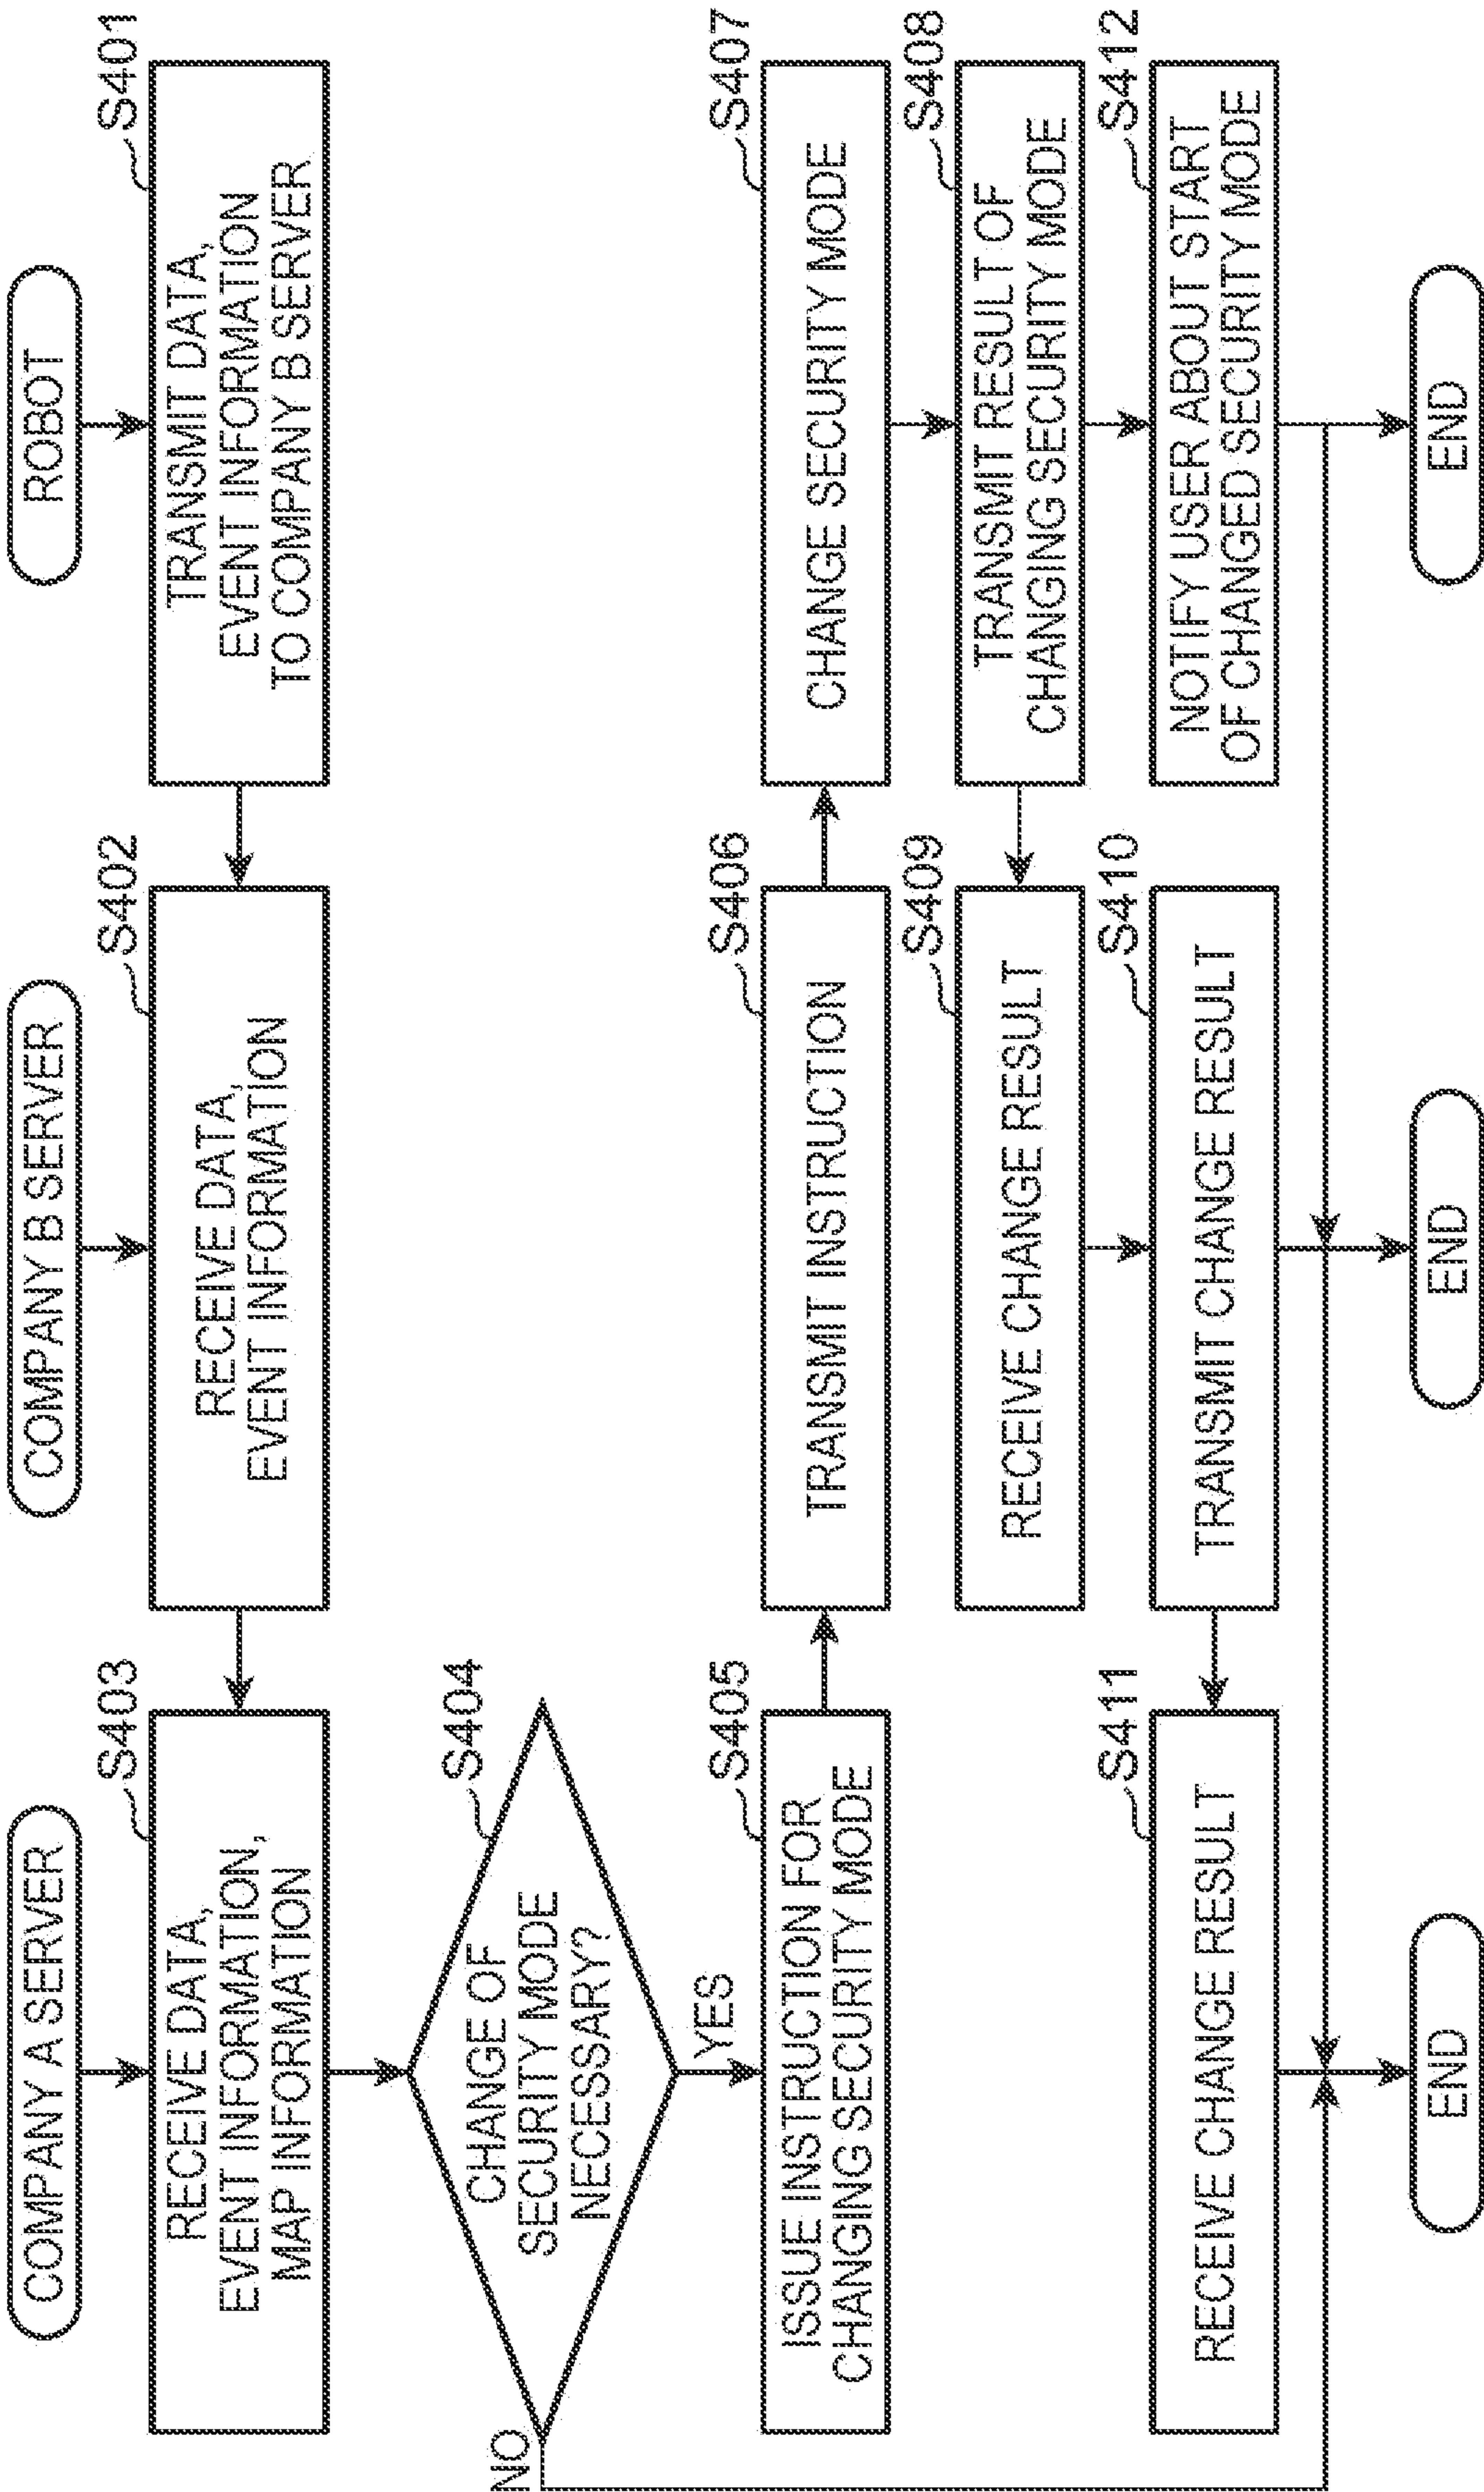 COMPANY A SERVER
COMPANY B SERVER
ROBOT
S403
RECEIVE DATA,
EVENT INFORMATION,
MAP INFORMATION
S402
RECEIVE DATA,
EVENT INFORMATION
S401
TRANSMIT DATA,
EVENT INFORMATION
TO COMPANY B SERVER
S404
CHANGE OF
SECURITY MODE
NECESSARY?
NO
YES
S405
ISSUE INSTRUCTION FOR
CHANGING SECURITY MODE
S406
TRANSMIT INSTRUCTION
S407
CHANGE SECURITY MODE
S409
RECEIVE CHANGE RESULT
S408
TRANSMIT RESULT OF
CHANGING SECURITY MODE
S411
RECEIVE CHANGE RESULT
S410
TRANSMIT CHANGE RESULT
S412
NOTIFY USER ABOUT START
OF CHANGED SECURITY MODE
END
END
END